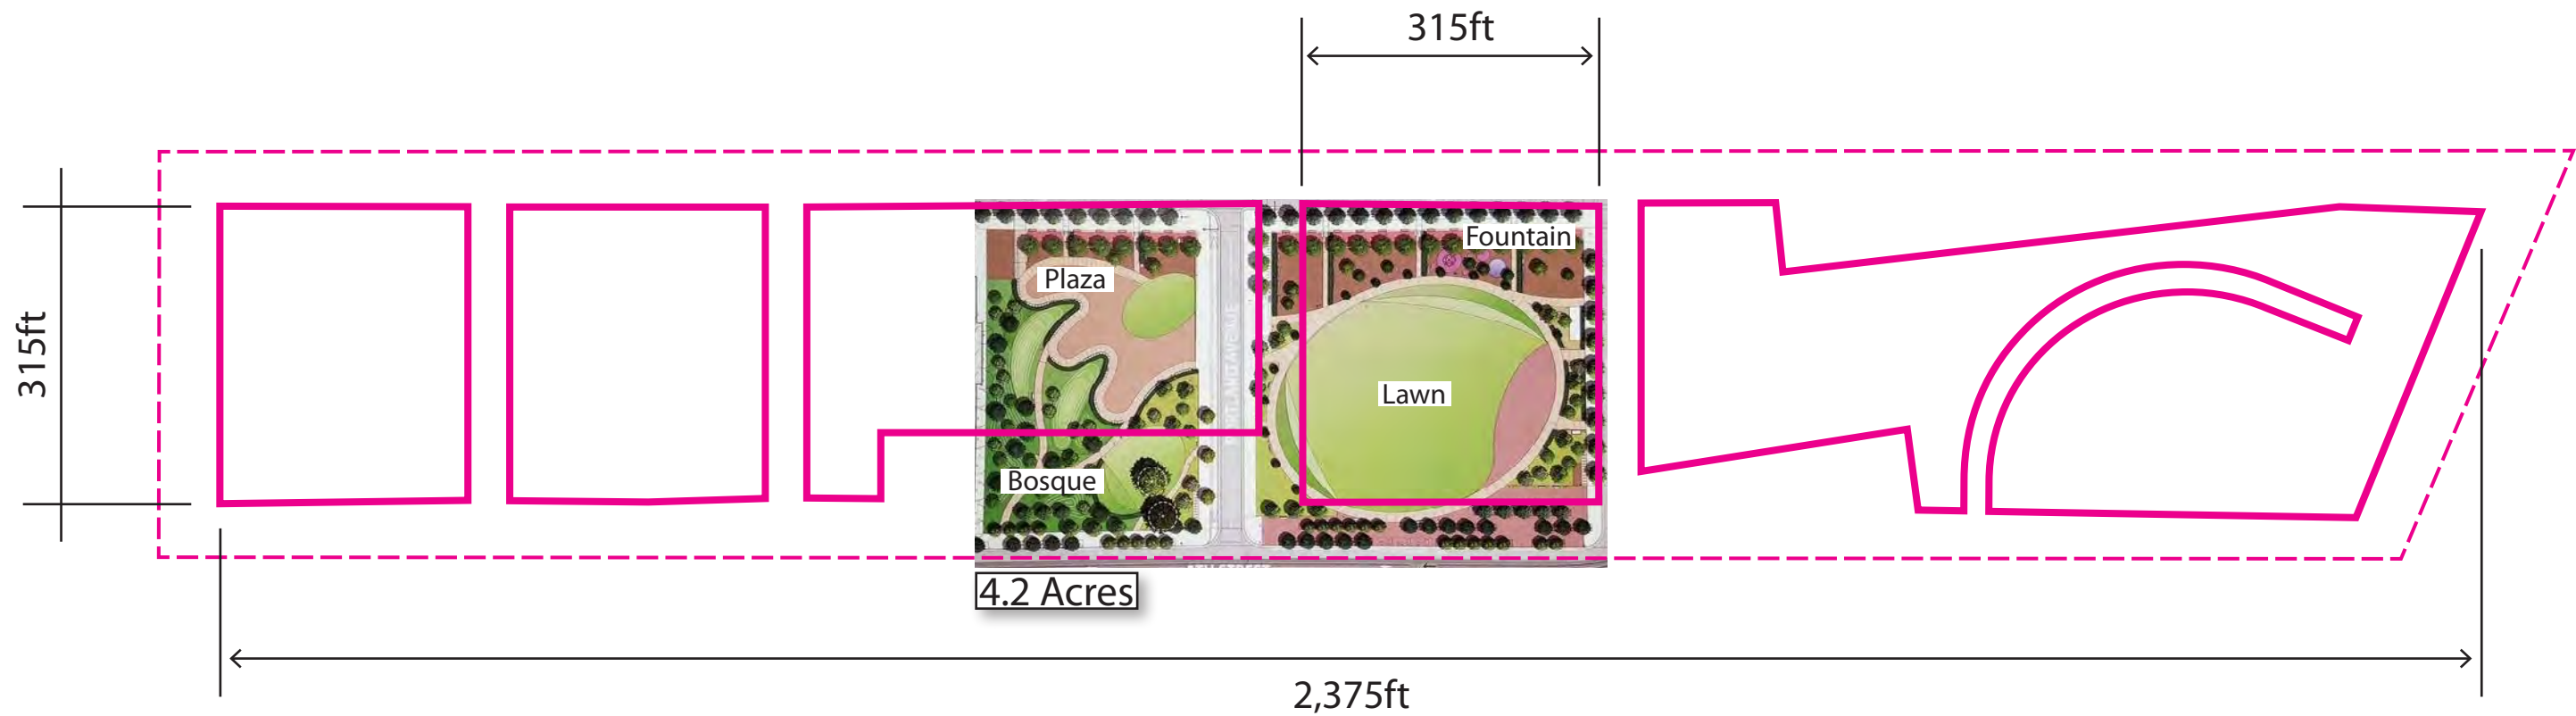 315ft
Fountain
Plaza
315ft
Lawn
Bosque
4.2 Acres
2,375ft